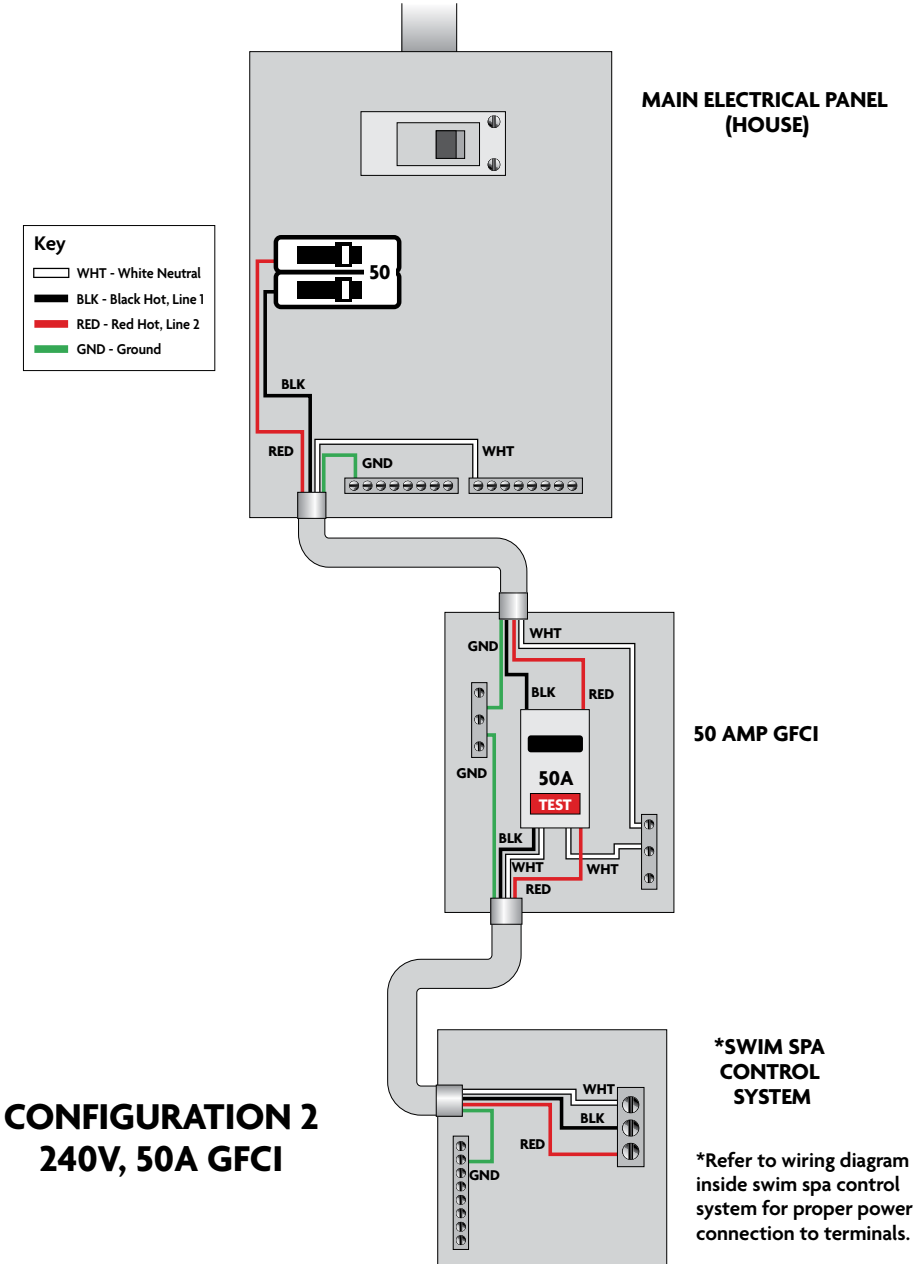 MAIN ELECTRICAL PANEL
(HOUSE)
Key
WHT - White Neutral
BLK - Black Hot, Line 1
RED - Red Hot, Line 2
GND - Ground
50
BLK
RED
GND
WHT
GND
WHT
BLK
RED
50 AMP GFCI
GND
50A
TEST
BLK
WHT
WHT
RED
*SWIM SPA
CONTROL
SYSTEM
WHT
BLK
RED
GND
CONFIGURATION 2
240V, 50A GFCI
*Refer to wiring diagram
inside swim spa control
system for proper power
connection to terminals.